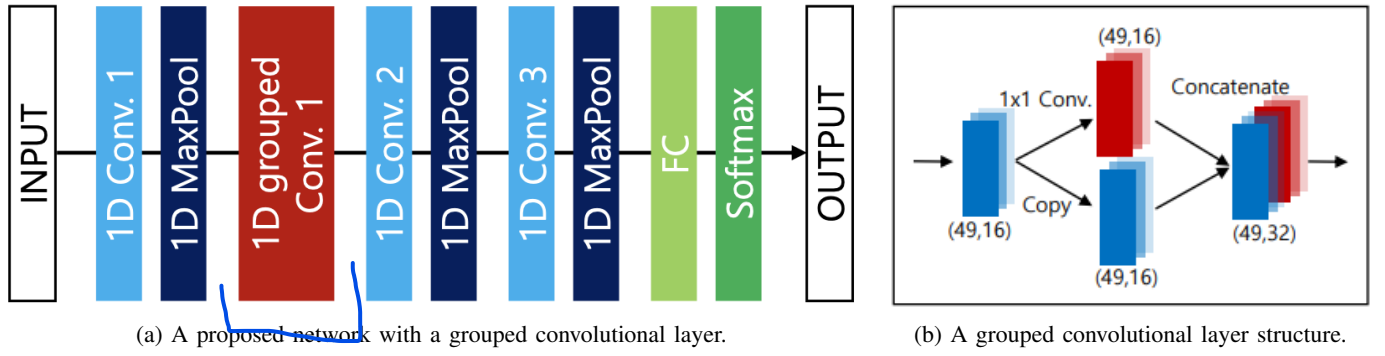 INPUT
1D Conv. 1
1D MaxPool
1D grouped
Conv. 1
1D Conv. 2
1D MaxPool
1D Conv. 3
1D MaxPool
FC
Softmax
OUTPUT
(a) A proposed network with a grouped convolutional layer.
(49,16)
1x1 Conv.
Concatenate
Copy
(49,16)
(49,32)
(49,16)
(b) A grouped convolutional layer structure.